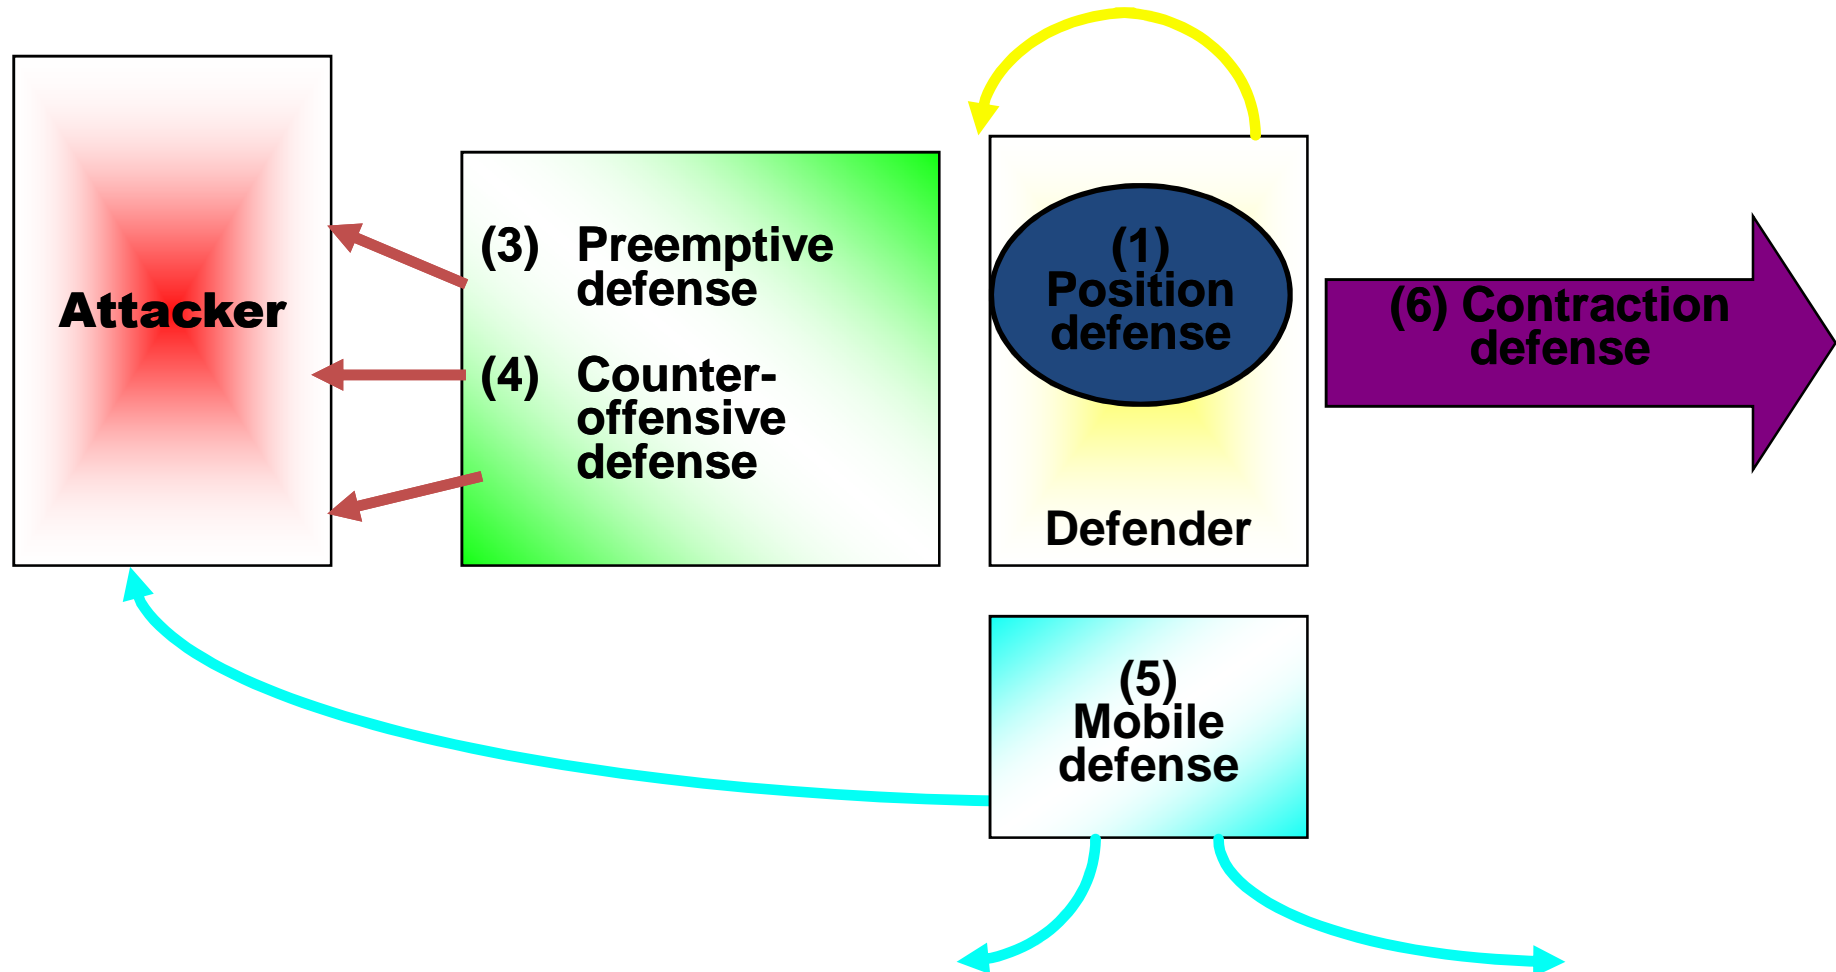 Attacker
(3) Preemptive
defense
(4) Counter-
offensive
defense
(1)
Position
defense
Defender
(6) Contraction
defense
(5)
Mobile
defense